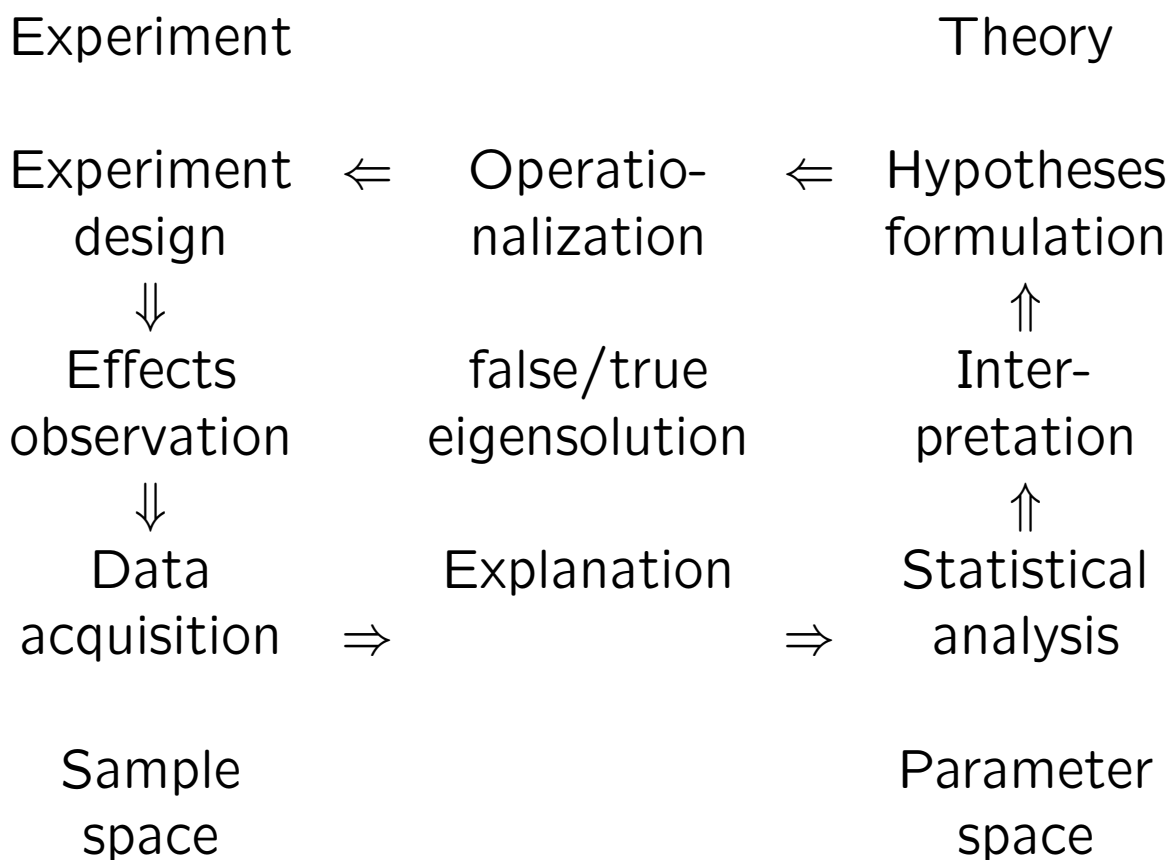 Experiment Theory
Experiment ⇐ Operatio- ⇐ Hypotheses
design nalization formulation
⇓ ⇑
Effects false/true Inter-
observation eigensolution pretation
⇓ ⇑
Data Explanation Statistical
acquisition ⇒ ⇒ analysis
Sample Parameter
space space